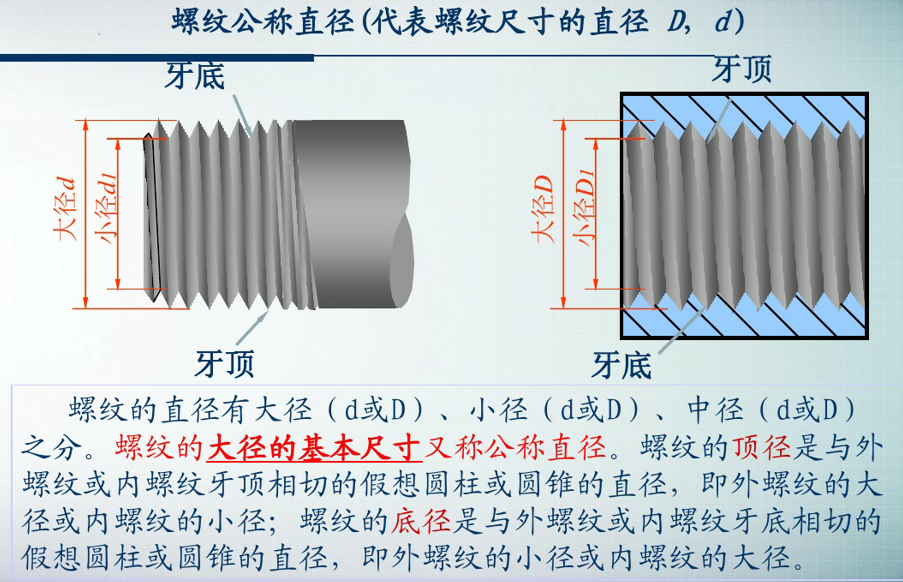 螺纹公称直径(代表螺纹尺寸的直径 D, d)
牙底
牙顶
大径d
小径d1
大径D
小径D1
牙顶
牙底
螺纹的直径有大径（d或D）、小径（d或D）、中径（d或D）
之分。螺纹的大径的基本尺寸又称公称直径。螺纹的顶径是与外
螺纹或内螺纹牙顶相切的假想圆柱或圆锥的直径，即外螺纹的大
径或内螺纹的小径；螺纹的底径是与外螺纹或内螺纹牙底相切的
假想圆柱或圆锥的直径，即外螺纹的小径或内螺纹的大径。